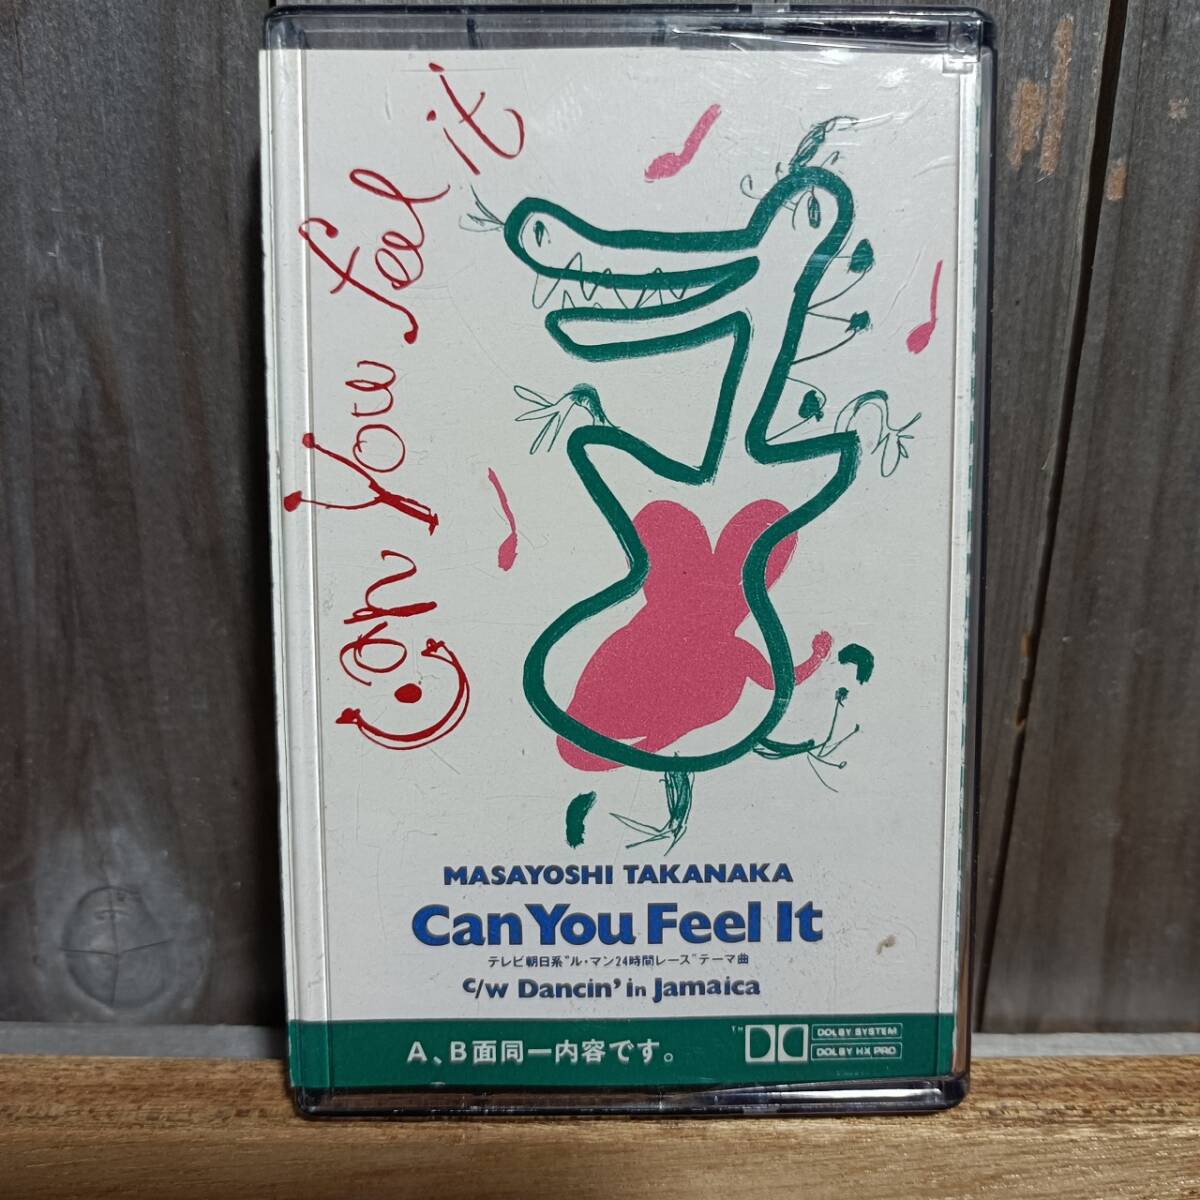 Can you feel it
MASAYOSHI TAKANAKA
Can You Feel It
テレビ朝日系"ル・マン24時間レース"テーマ曲
c/w Dancin' in Jamaica
A、B面同一内容です。
™
DOLBY SYSTEM
DOLBY HX PRO